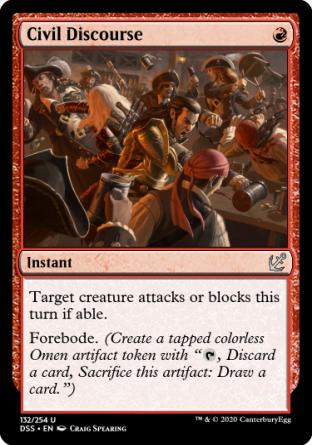 Civil Discourse
Instant
Target creature attacks or blocks this
turn if able.
Forebode. (Create a tapped colorless
Omen artifact token with “, Discard
a card, Sacrifice this artifact: Draw a
card.”)
132/254 U
DSS • EN CRAIG SPEARING
™ & © 2020 CanterburyEgg